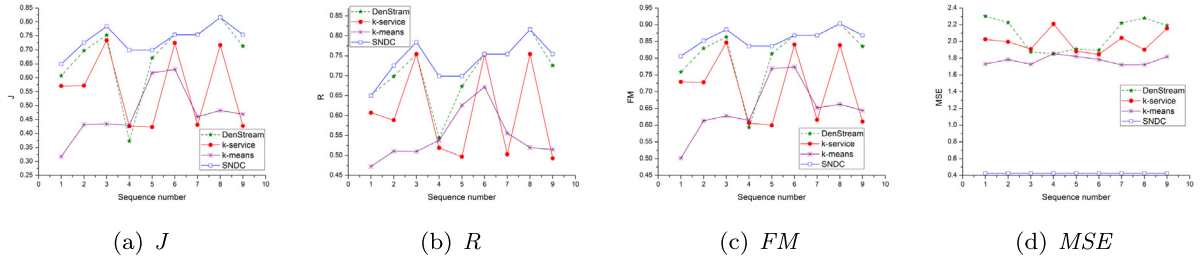 0.85
0.80
0.75
0.70
0.65
0.60
0.55
0.50
0.45
0.40
0.35
0.30
0.25
J
0 1 2 3 4 5 6 7 8 9 10
Sequence number
DenStream
k-service
k-means
SNDC
(a) J
DenStream
k-service
k-means
SNDC
0.85
0.80
0.75
0.70
0.65
0.60
0.55
0.50
0.45
R
0 1 2 3 4 5 6 7 8 9 10
Sequence number
(b) R
0.95
0.90
0.85
0.80
0.75
0.70
0.65
0.60
0.55
0.50
0.45
FM
0 1 2 3 4 5 6 7 8 9 10
Sequence number
DenStream
k-service
k-means
SNDC
(c) FM
2.4
2.2
2.0
1.8
1.6
1.4
1.2
1.0
0.8
0.6
0.4
MSE
0 1 2 3 4 5 6 7 8 9 10
Sequence number
DenStream
k-service
k-means
SNDC
(d) MSE